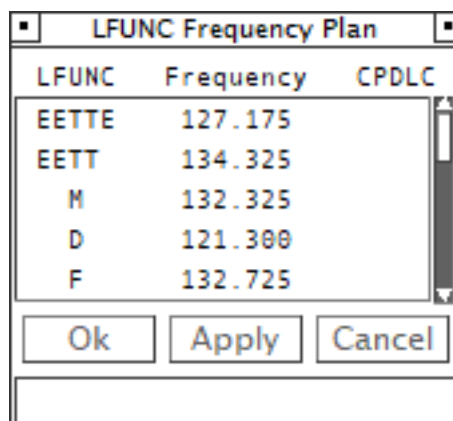 LFUNC Frequency Plan
LFUNC Frequency CPDLC
EETTE 127.175
EETT 134.325
M 132.325
D 121.300
F 132.725
Ok Apply Cancel